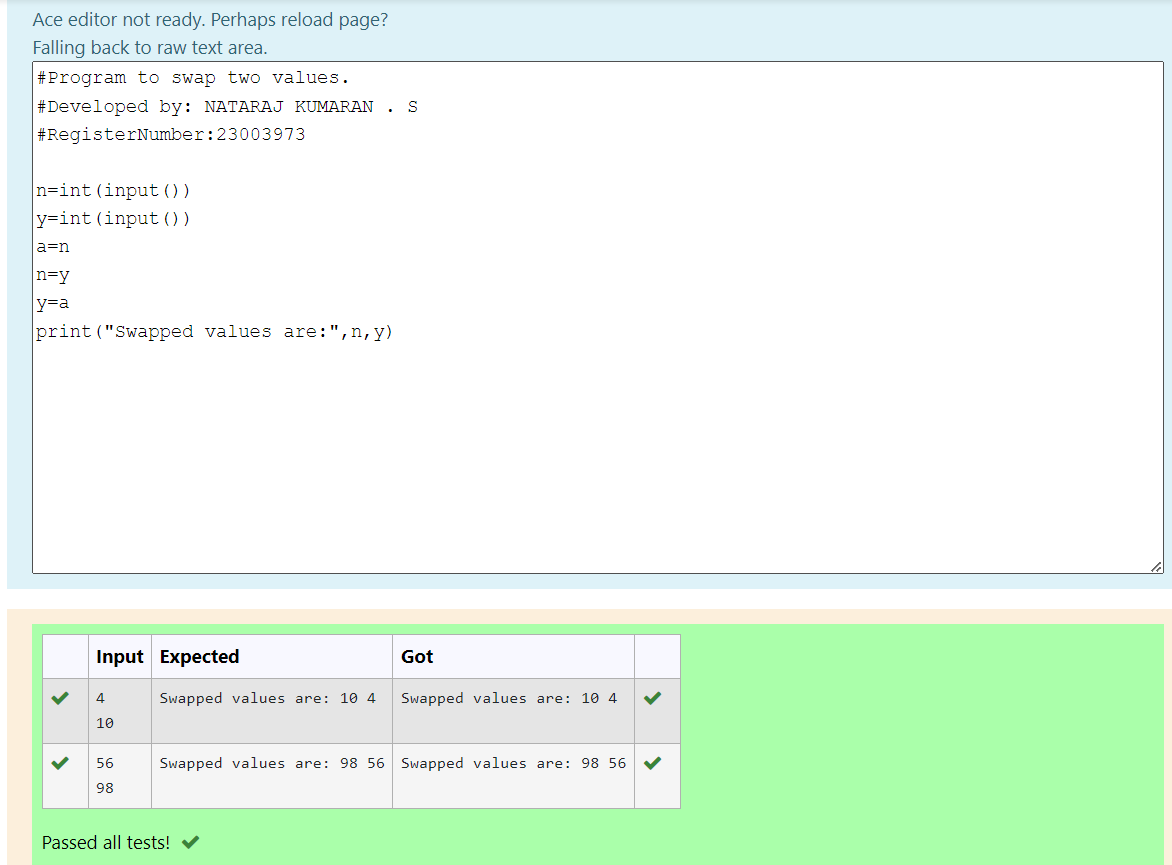 Ace editor not ready. Perhaps reload page?
Falling back to raw text area.
#Program to swap two values.
#Developed by: NATARAJ KUMARAN . S
#RegisterNumber:23003973
n=int(input())
y=int(input())
a=n
n=y
y=a
print("Swapped values are:",n,y)
Input Expected Got
4 Swapped values are: 10 4 Swapped values are: 10 4
10
56 Swapped values are: 98 56 Swapped values are: 98 56
98
Passed all tests!